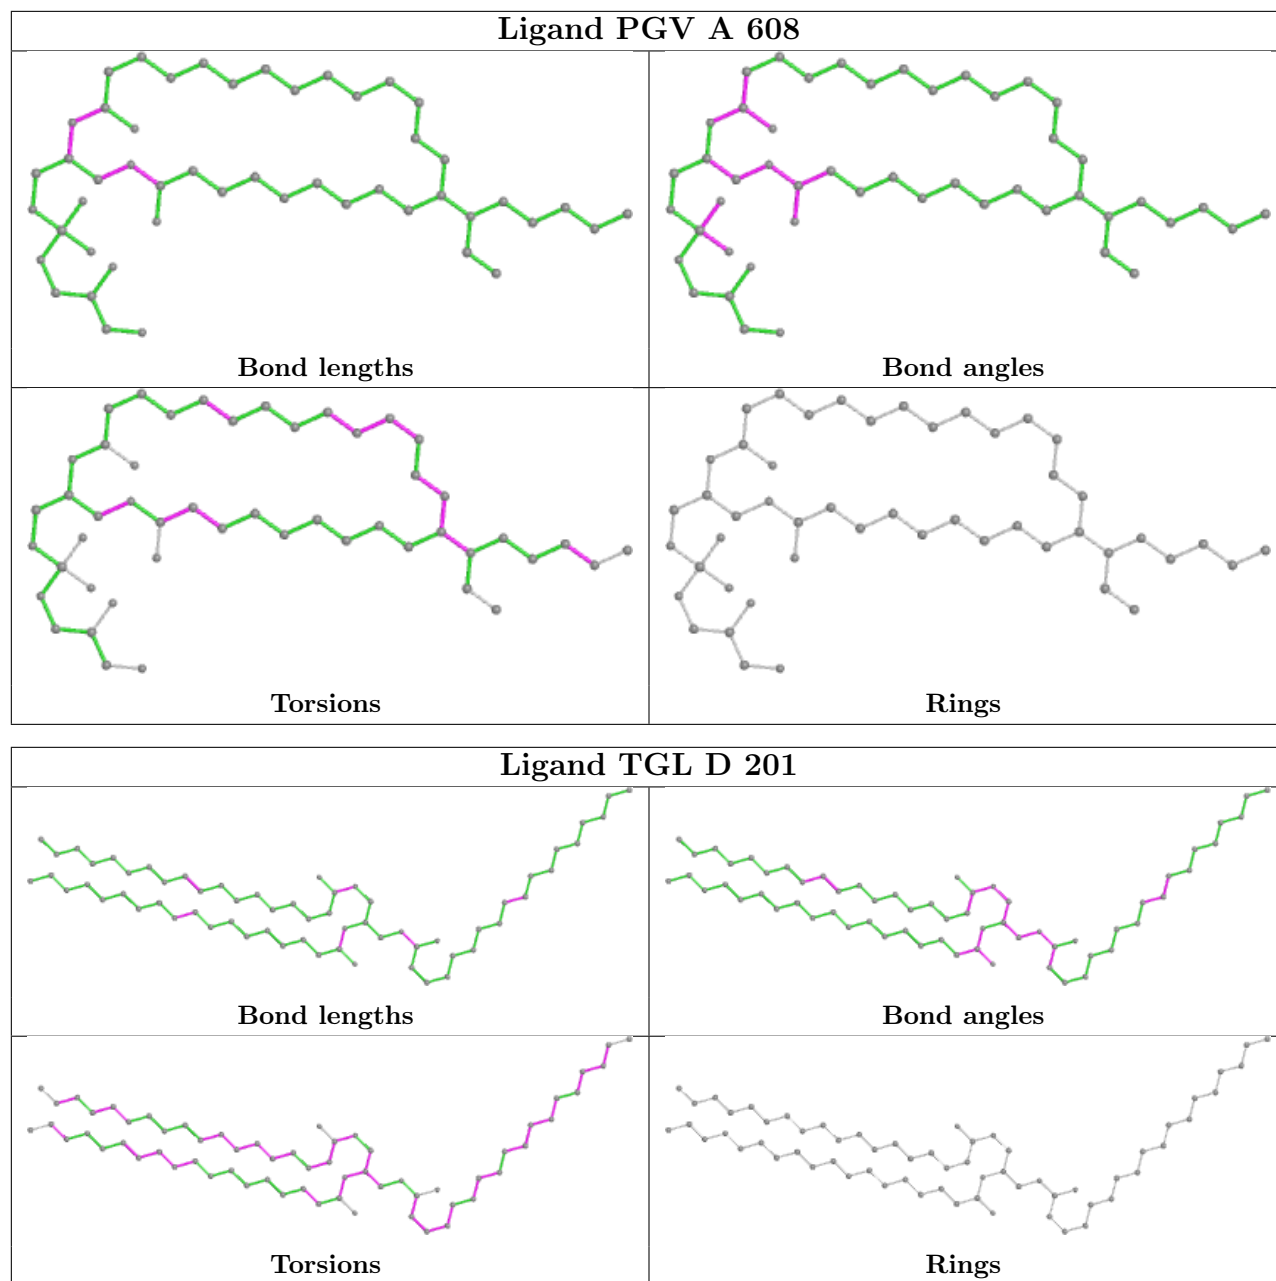 Ligand PGV A 608
Bond lengths
Bond angles
Torsions
Rings
Ligand TGL D 201
Bond lengths
Bond angles
Torsions
Rings